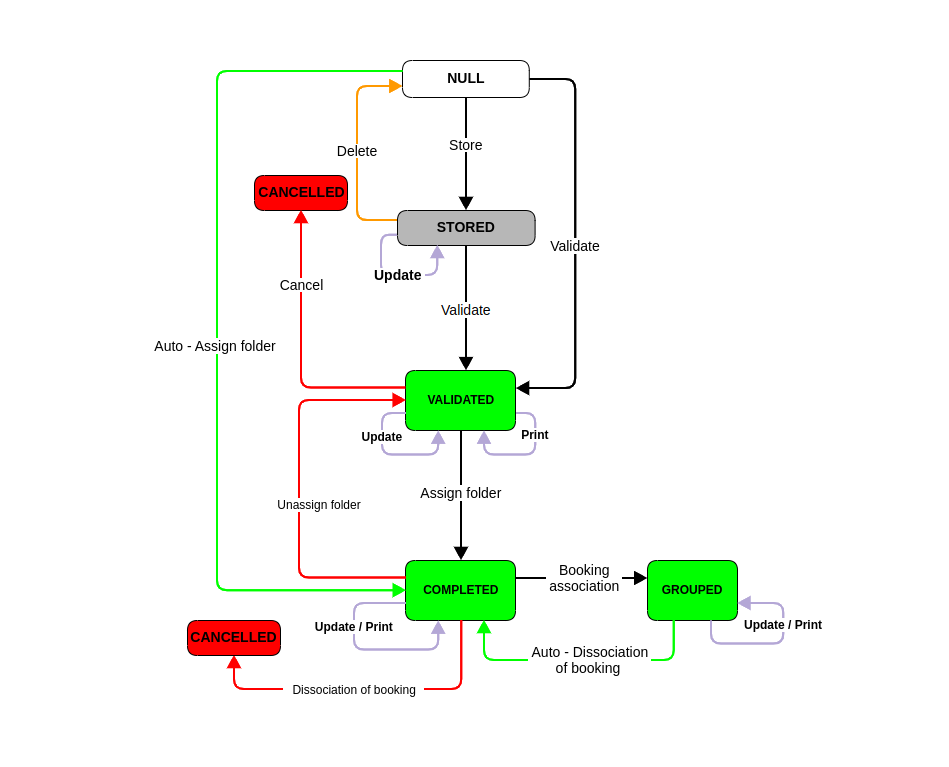 NULL
Store
Delete
CANCELLED
STORED
Validate
Update
Cancel
Validate
Auto - Assign folder
VALIDATED
Update
Print
Assign folder
Unassign folder
Booking
association
COMPLETED
GROUPED
Update / Print
Update / Print
CANCELLED
Auto - Dissociation
of booking
Dissociation of booking